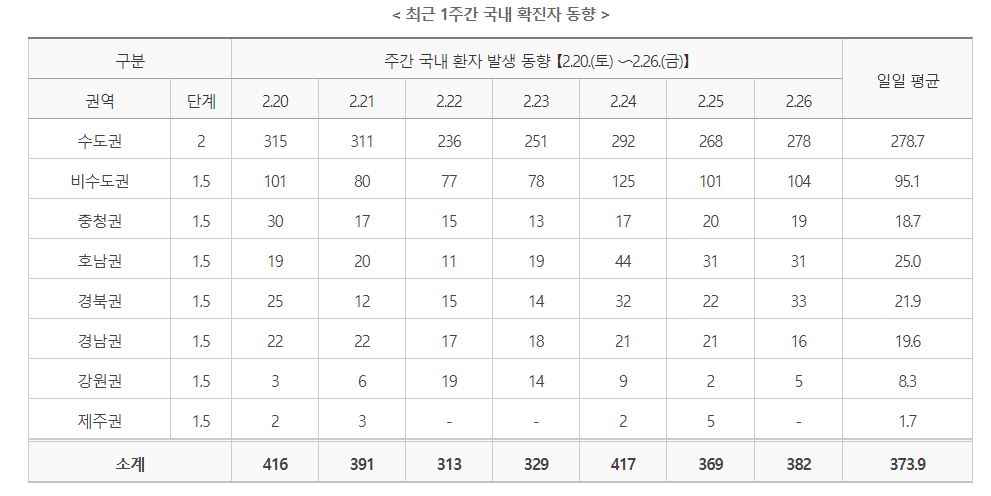 < 최근 1주간 국내 확진자 동향 >
구분 주간 국내 환자 발생 동향 【2.20.(토) ∽2.26.(금)】 일일 평균
권역 단계 2.20 2.21 2.22 2.23 2.24 2.25 2.26
수도권 2 315 311 236 251 292 268 278 278.7
비수도권 1.5 101 80 77 78 125 101 104 95.1
충청권 1.5 30 17 15 13 17 20 19 18.7
호남권 1.5 19 20 11 19 44 31 31 25.0
경북권 1.5 25 12 15 14 32 22 33 21.9
경남권 1.5 22 22 17 18 21 21 16 19.6
강원권 1.5 3 6 19 14 9 2 5 8.3
제주권 1.5 2 3 - - 2 5 - 1.7
소계 416 391 313 329 417 369 382 373.9